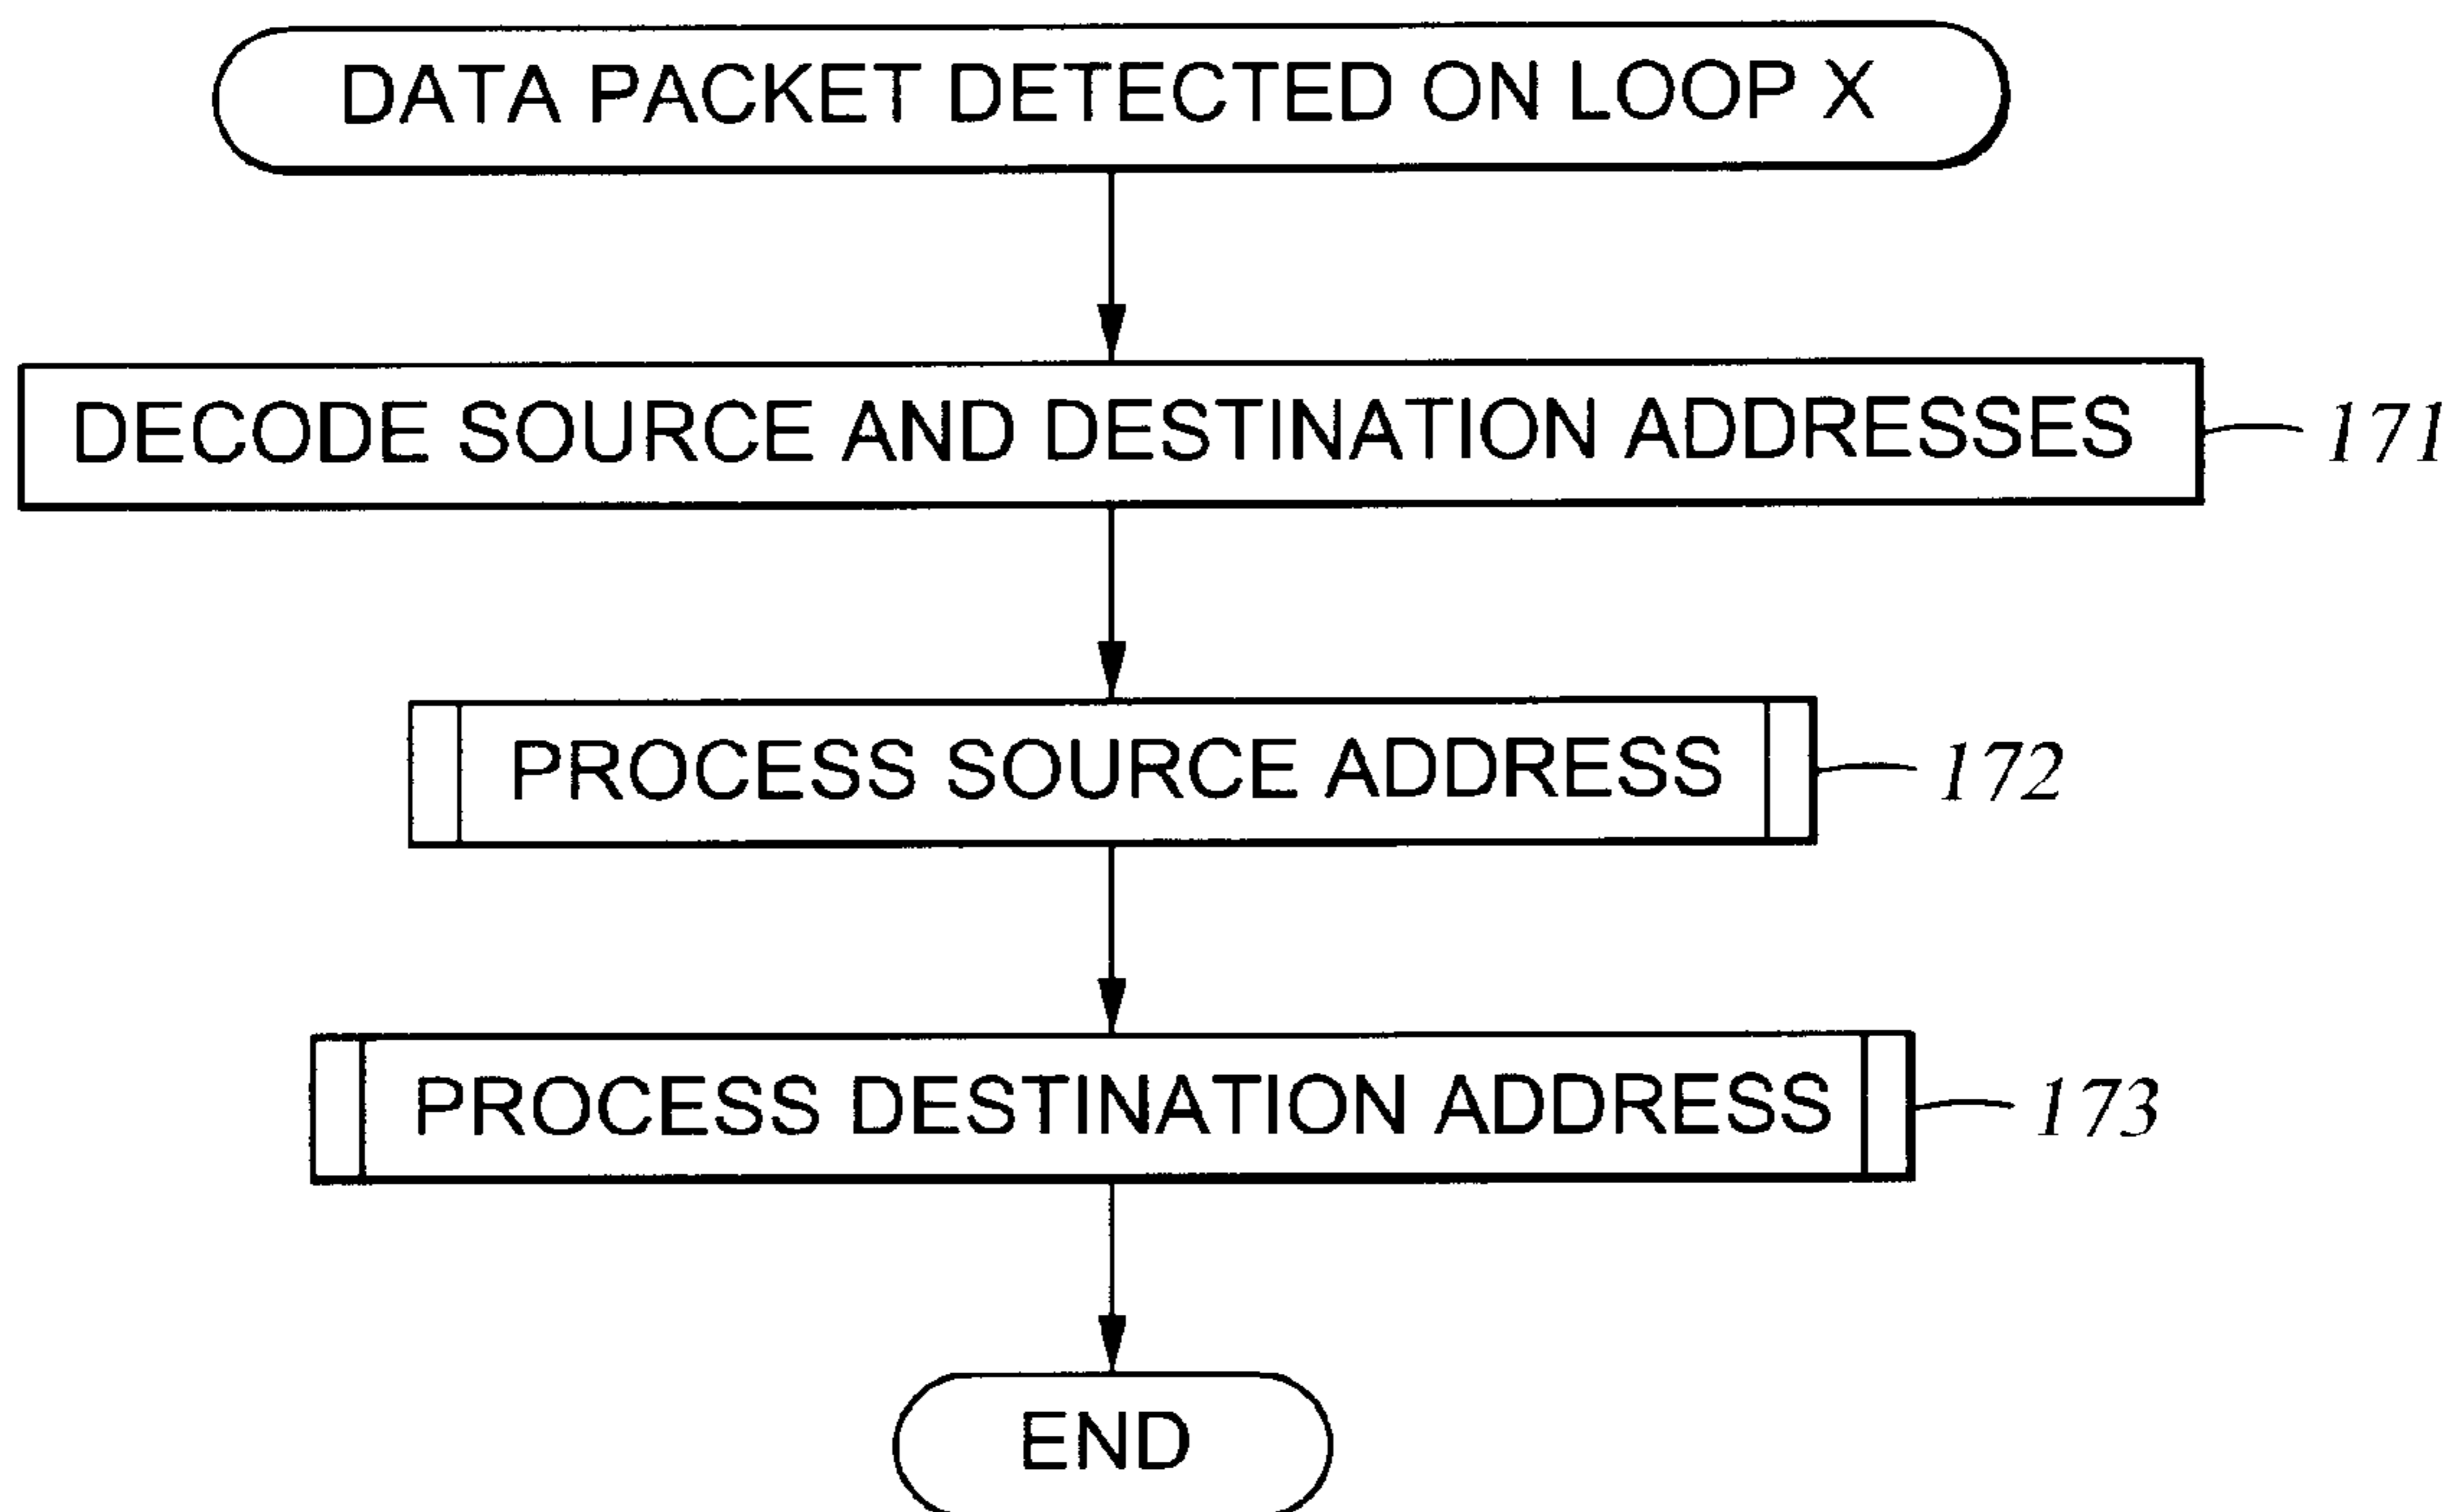 DATA PACKET DETECTED ON LOOP X
DECODE SOURCE AND DESTINATION ADDRESSES 171
PROCESS SOURCE ADDRESS 172
PROCESS DESTINATION ADDRESS 173
END